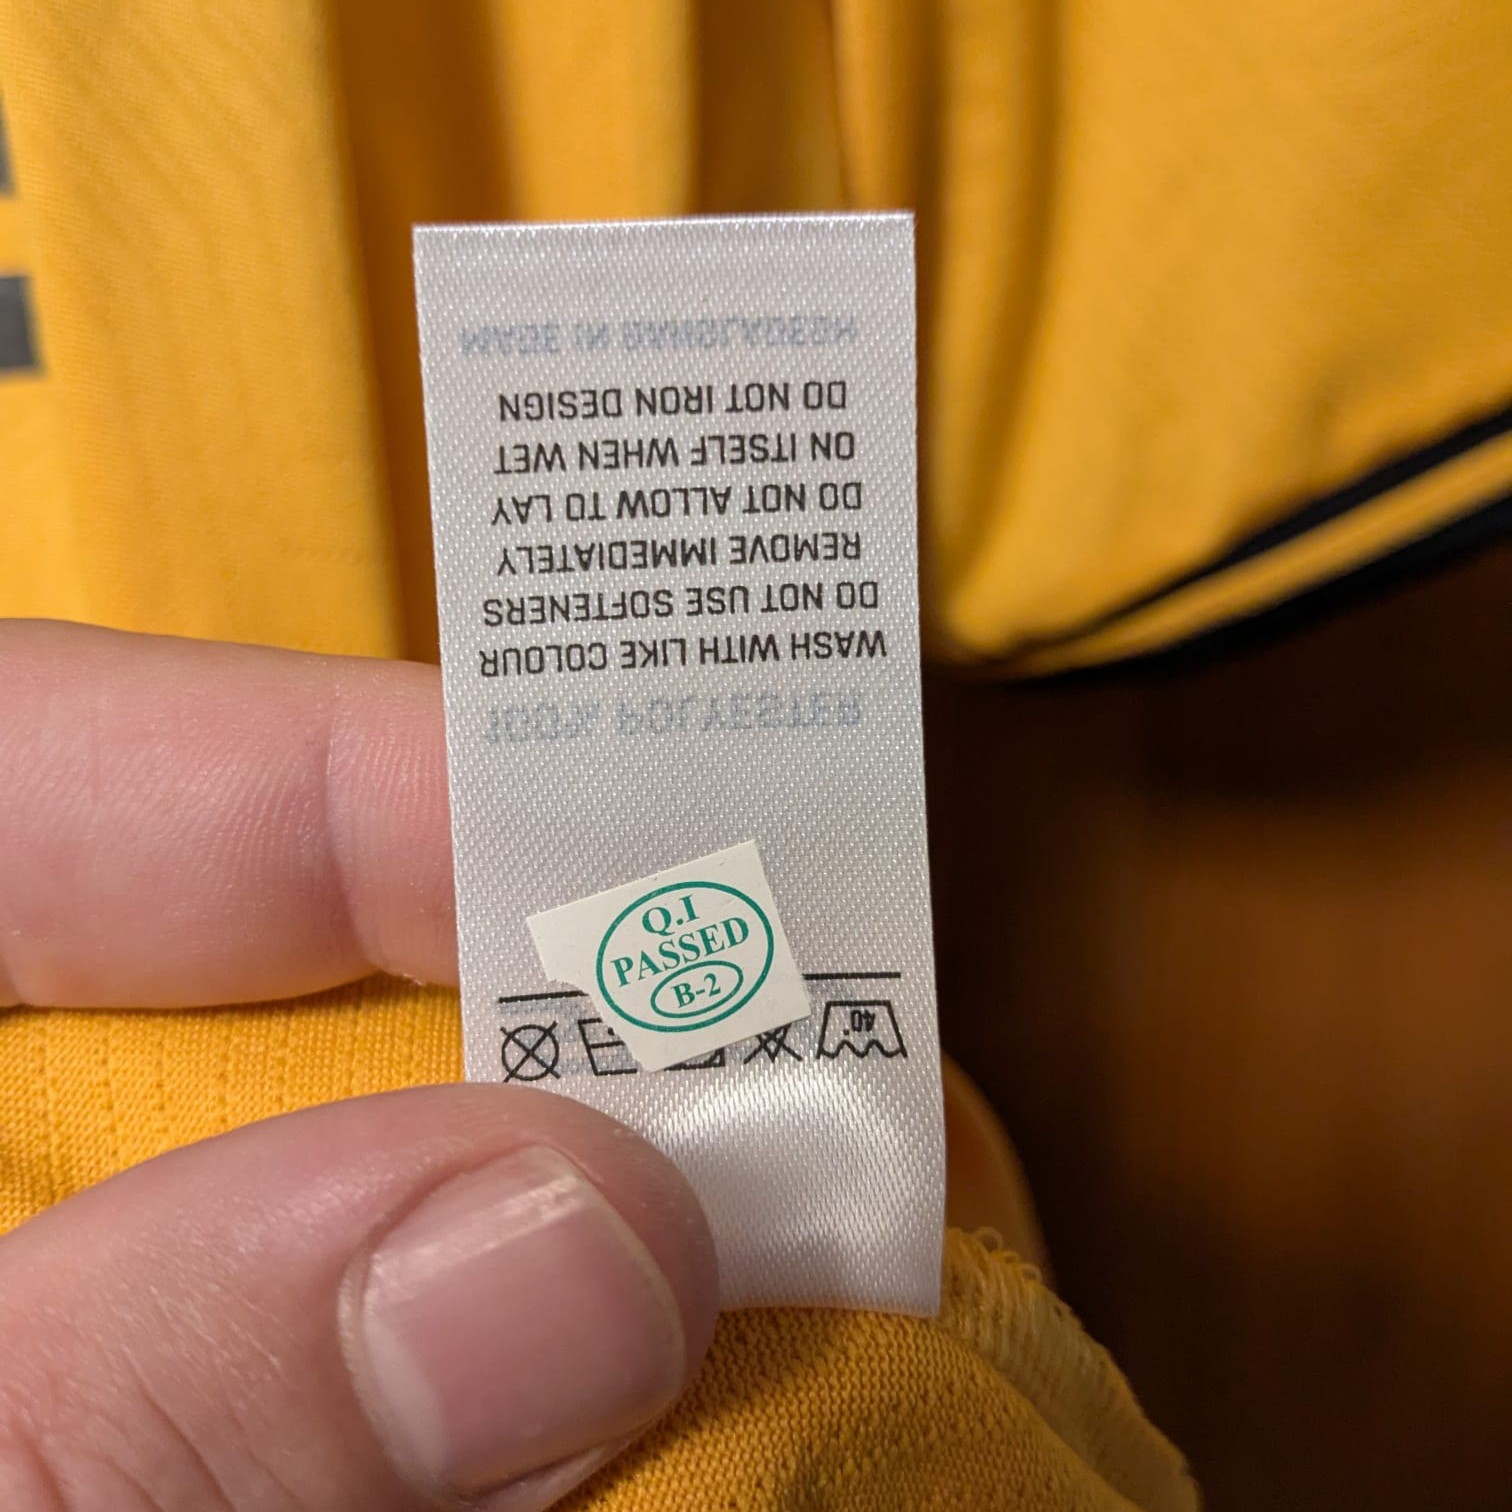 40°
Q.I
PASSED
B-2
100% POLYESTER
WASH WITH LIKE COLOUR
DO NOT USE SOFTENERS
REMOVE IMMEDIATELY
DO NOT ALLOW TO LAY
ON ITSELF WHEN WET
DO NOT IRON DESIGN
MADE IN BANGLADESH